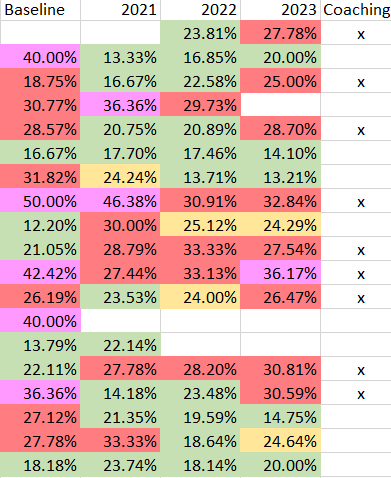 Baseline 2021 2022 2023 Coaching
23.81% 27.78% x
40.00% 13.33% 16.85% 20.00%
18.75% 16.67% 22.58% 25.00% x
30.77% 36.36% 29.73%
28.57% 20.75% 20.89% 28.70% x
16.67% 17.70% 17.46% 14.10%
31.82% 24.24% 13.71% 13.21%
50.00% 46.38% 30.91% 32.84% x
12.20% 30.00% 25.12% 24.29%
21.05% 28.79% 33.33% 27.54% x
42.42% 27.44% 33.13% 36.17% x
26.19% 23.53% 24.00% 26.47% x
40.00%
13.79% 22.14%
22.11% 27.78% 28.20% 30.81% x
36.36% 14.18% 23.48% 30.59% x
27.12% 21.35% 19.59% 14.75%
27.78% 33.33% 18.64% 24.64%
18.18% 23.74% 18.14% 20.00%